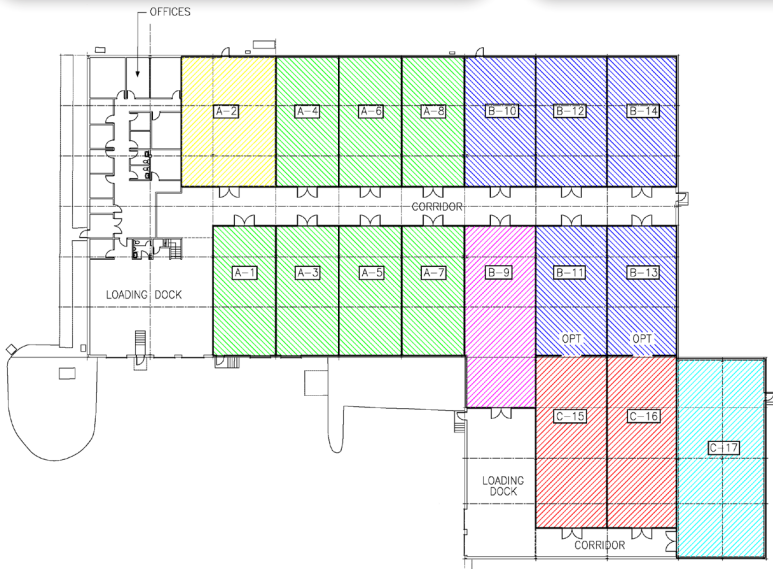 OFFICES
A-2
A-4
A-6
A-8
B-10
B-12
B-14
CORRIDOR
A-1
A-3
A-5
A-7
B-9
B-11
B-13
LOADING DOCK
OPT
OPT
C-15
C-16
C-17
LOADING
DOCK
CORRIDOR